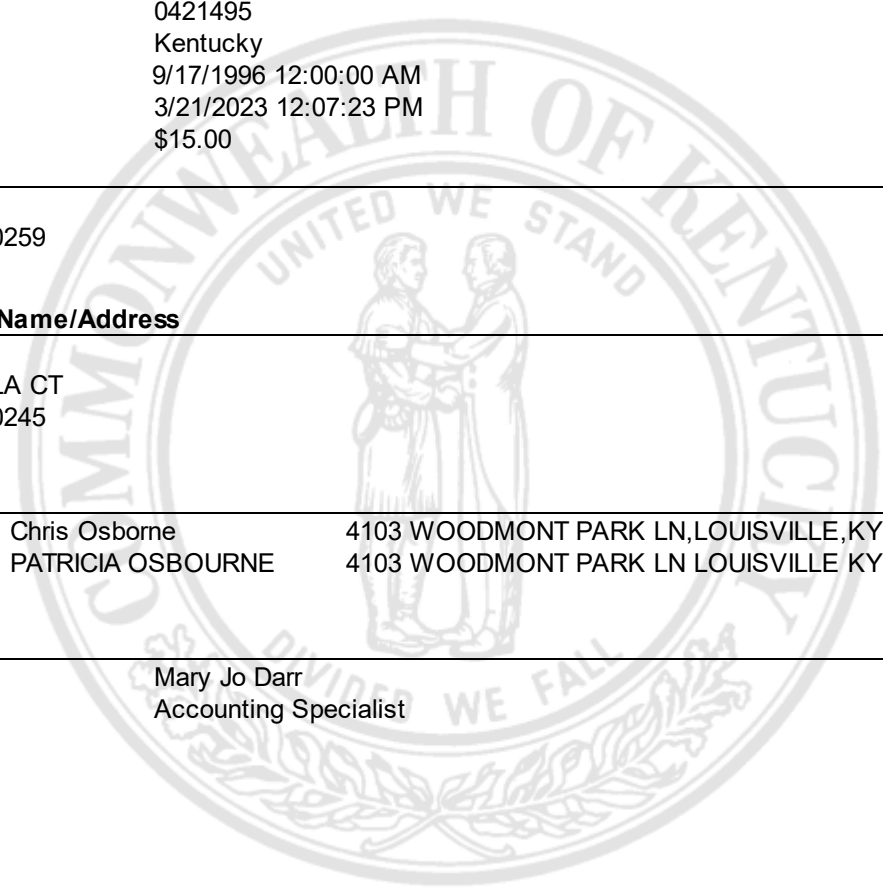 0421495
Kentucky
9/17/1996 12:00:00 AM
3/21/2023 12:07:23 PM
$15.00
0259
Name/Address
LA CT
0245
Chris Osborne 4103 WOODMONT PARK LN,LOUISVILLE,KY
PATRICIA OSBOURNE 4103 WOODMONT PARK LN LOUISVILLE KY
Mary Jo Darr
Accounting Specialist
COMMONWEALTH OF KENTUCKY
UNITED WE STAND
DIVIDED WE FALL